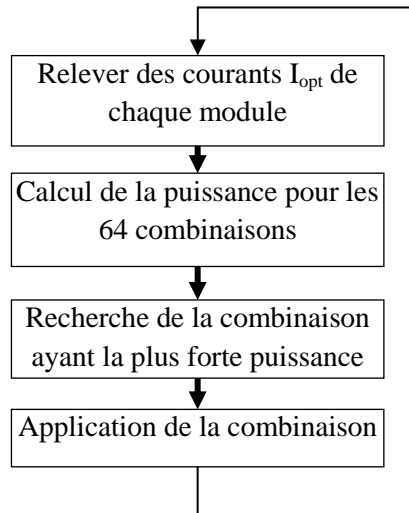 Relever des courants Iopt de
chaque module
Calcul de la puissance pour les
64 combinaisons
Recherche de la combinaison
ayant la plus forte puissance
Application de la combinaison